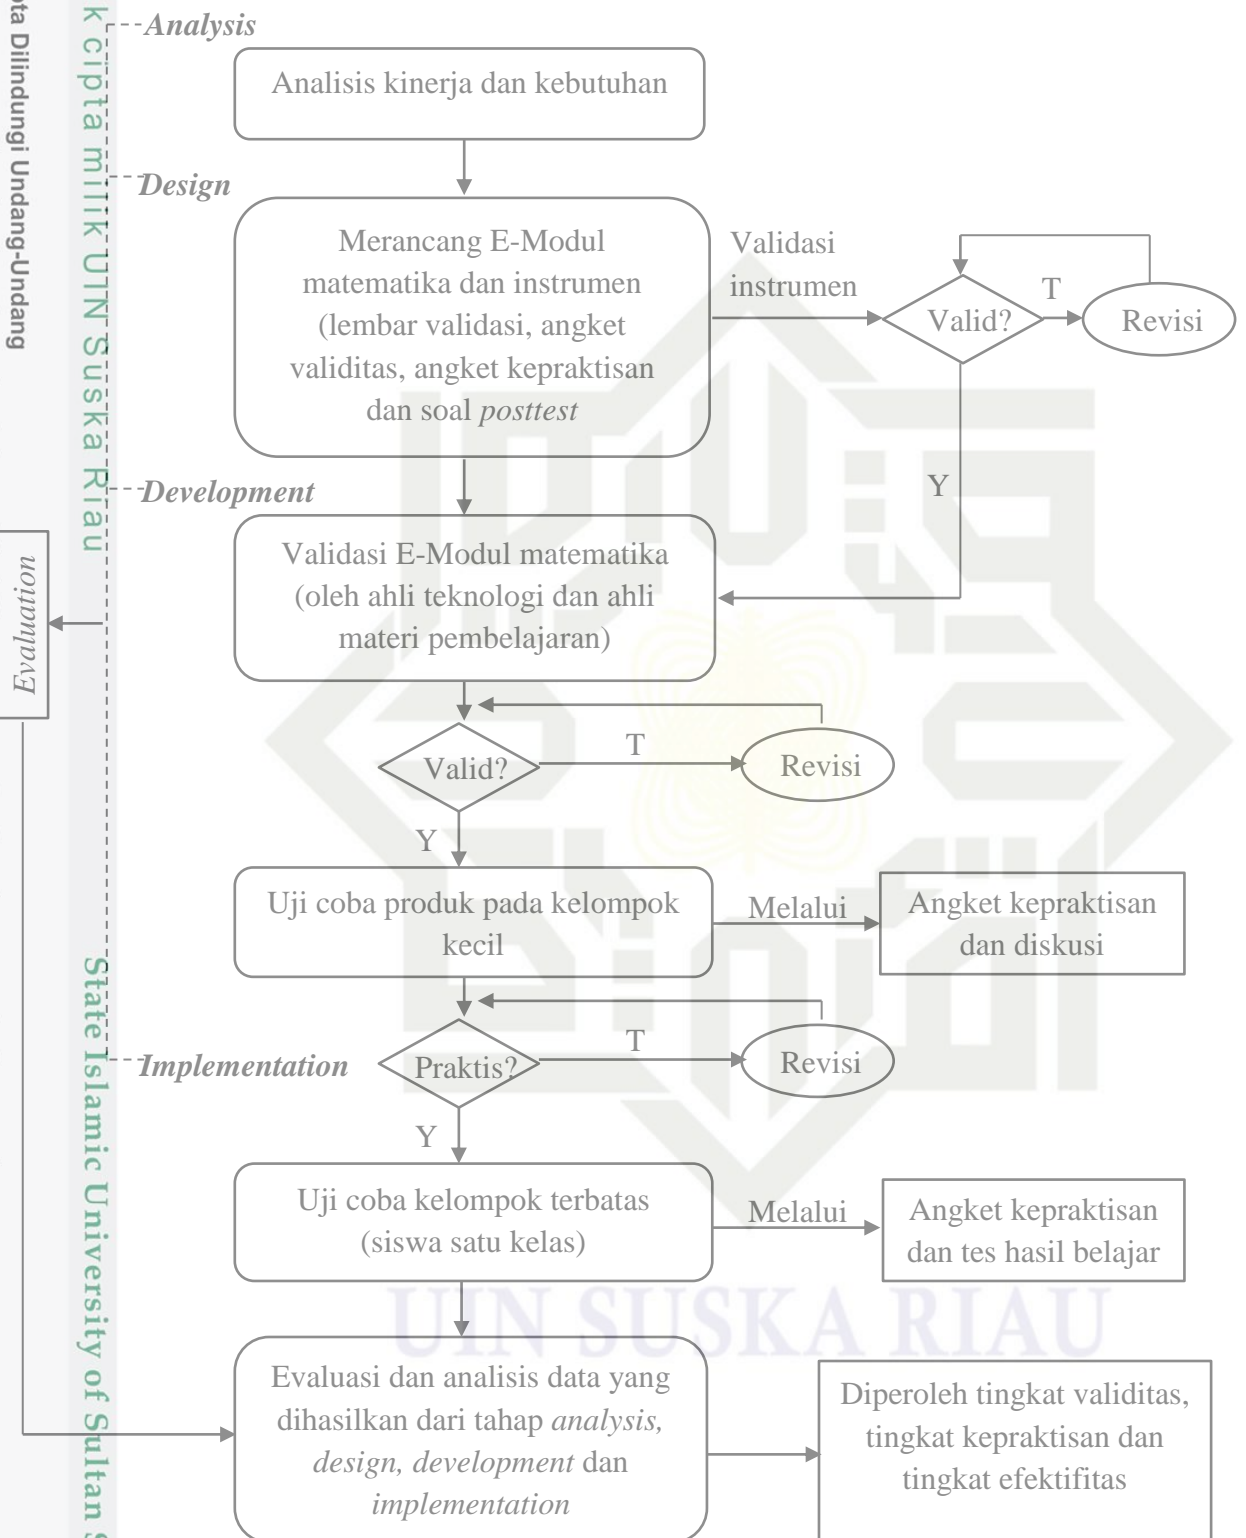 Analysis
Analisis kinerja dan kebutuhan
Design
Merancang E-Modul
matematika dan instrumen
(lembar validasi, angket
validitas, angket kepraktisan
dan soal posttest
Validasi
instrumen
Valid?
T
Revisi
Y
Development
Validasi E-Modul matematika
(oleh ahli teknologi dan ahli
materi pembelajaran)
Evaluation
Valid?
T
Revisi
Y
Uji coba produk pada kelompok
kecil
Melalui
Angket kepraktisan
dan diskusi
Implementation
Praktis?
T
Revisi
Y
Uji coba kelompok terbatas
(siswa satu kelas)
Melalui
Angket kepraktisan
dan tes hasil belajar
Evaluasi dan analisis data yang
dihasilkan dari tahap analysis,
design, development dan
implementation
Diperoleh tingkat validitas,
tingkat kepraktisan dan
tingkat efektifitas
UIN SUSKA RIAU
k cipta milik UIN Suska Riau
State Islamic University of Sultan S
pta Dilindungi Undang-Undang